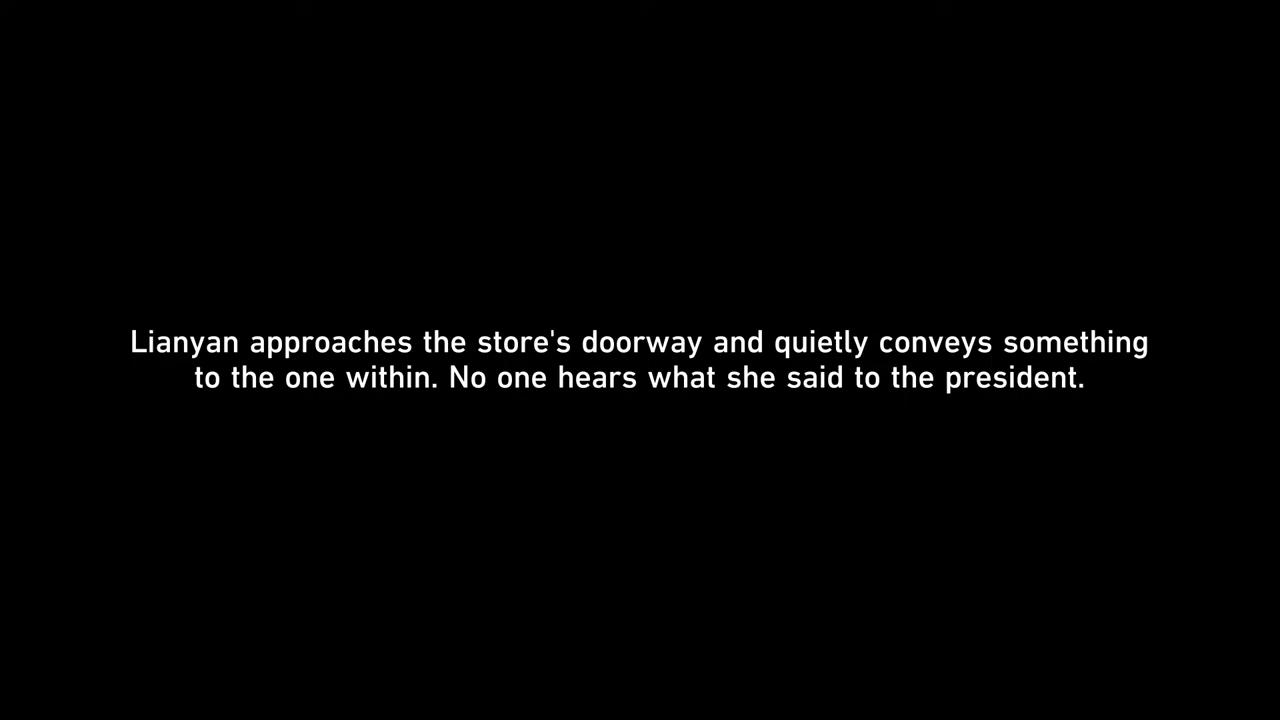 Lianyan approaches the store's doorway and quietly conveys something
to the one within. No one hears what she said to the president.